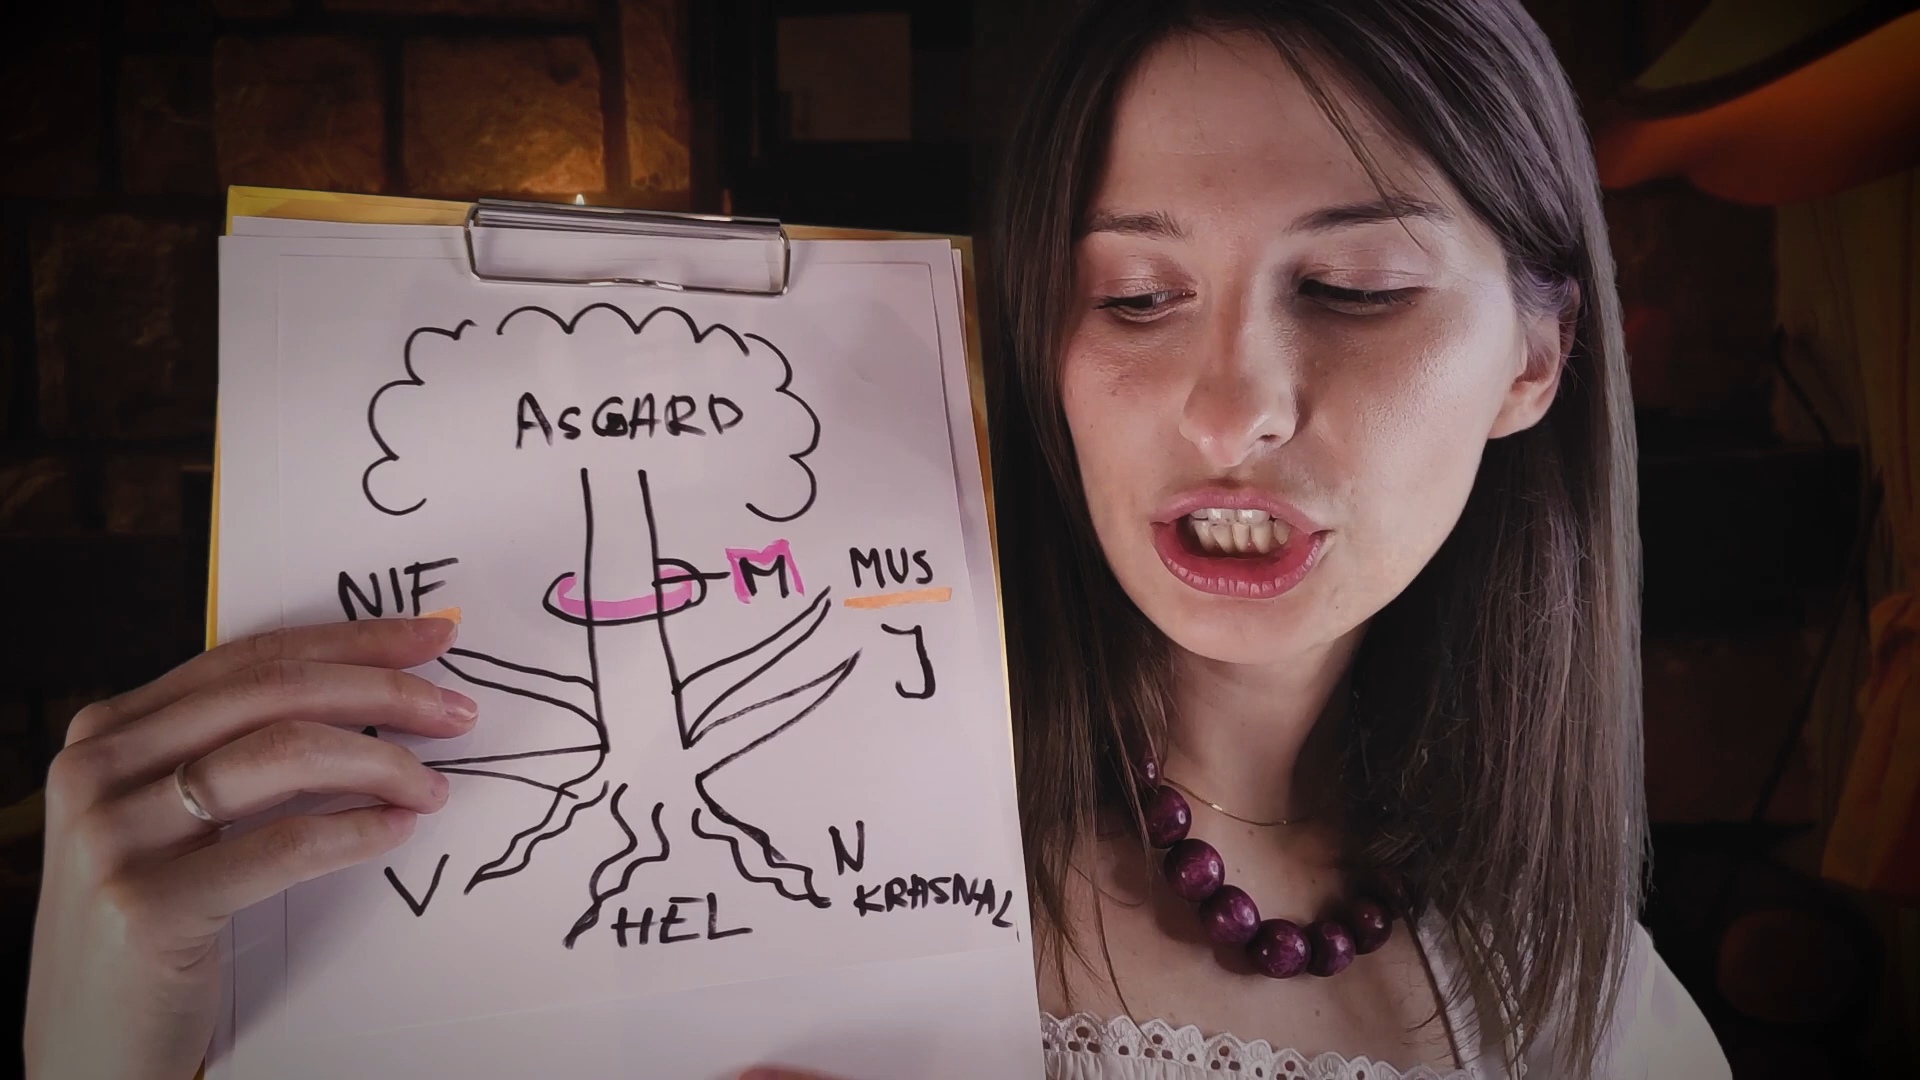 ASGARD
NIF
M
MUS
J
V
HEL
N
KRASNAL